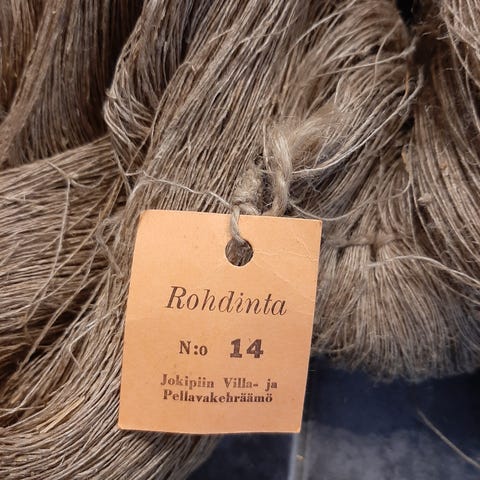 Rohdinta
N:o 14
Jokipiin Villa- ja
Pellavakehräämö